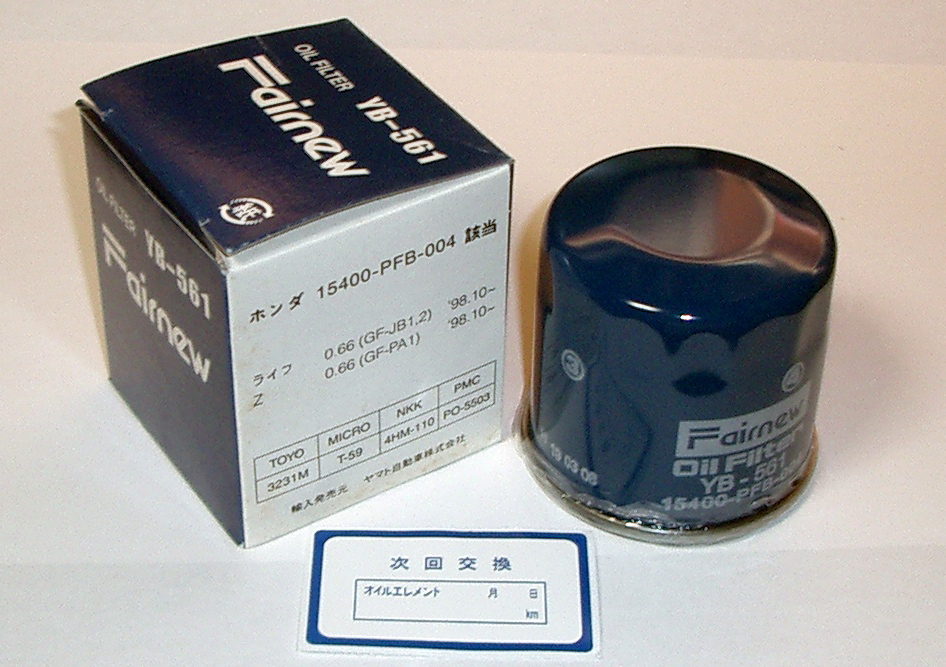 OIL FILTER YB-561
Fairnew
OIL FILTER YB-561
Fairnew
ホンダ 15400-PFB-004 該当
ライフ 0.66 (GF-JB1,2) '98.10~
Z 0.66 (GF-PA1) '98.10~
TOYO MICRO NKK PMC
3231M T-59 4HM-110 PO-5503
輸入発売元 ヤマト自動車株式会社
Fairnew
Oil Filter
YB-561
15400-PFB-0
19 03 08
次回交換
オイルエレメント 月 日
km